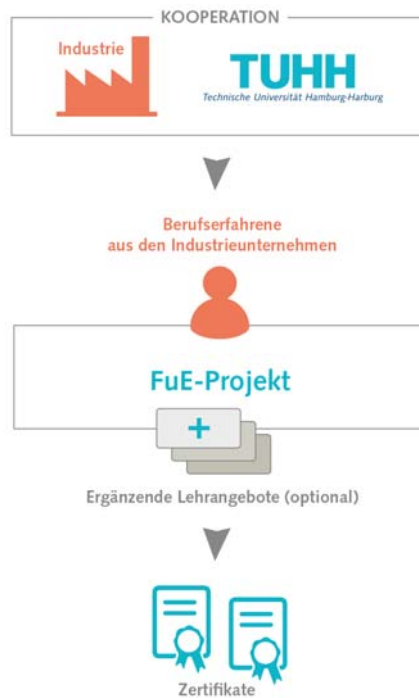 KOOPERATION
Industrie
TUHH
Technische Universität Hamburg-Harburg
Berufserfahrene
aus den Industrieunternehmen
FuE-Projekt
+
Ergänzende Lehrangebote (optional)
Zertifikate